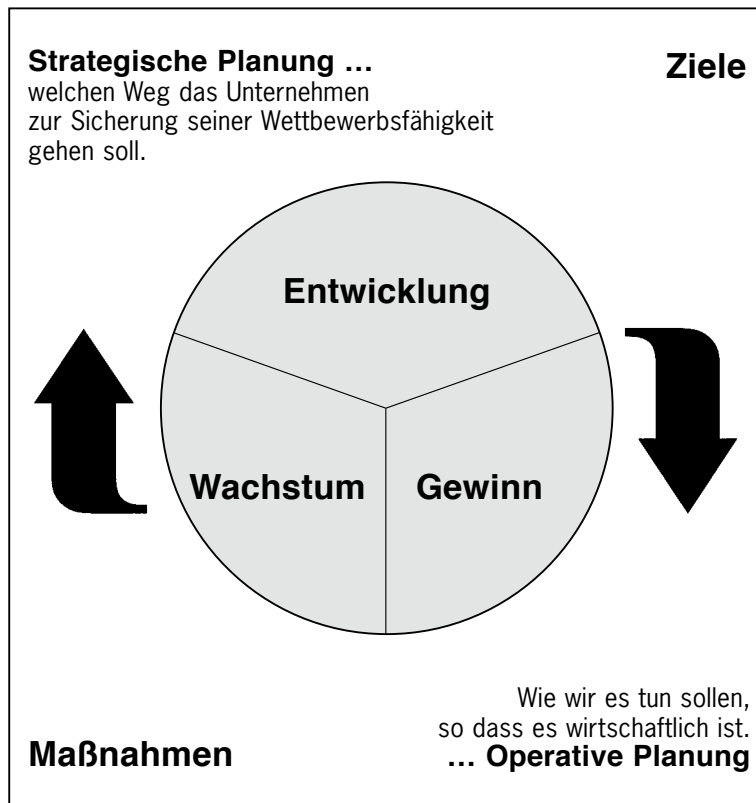 Strategische Planung ...
welchen Weg das Unternehmen
zur Sicherung seiner Wettbewerbsfähigkeit
gehen soll.
Ziele
Entwicklung
Wachstum
Gewinn
Maßnahmen
Wie wir es tun sollen,
so dass es wirtschaftlich ist.
... Operative Planung